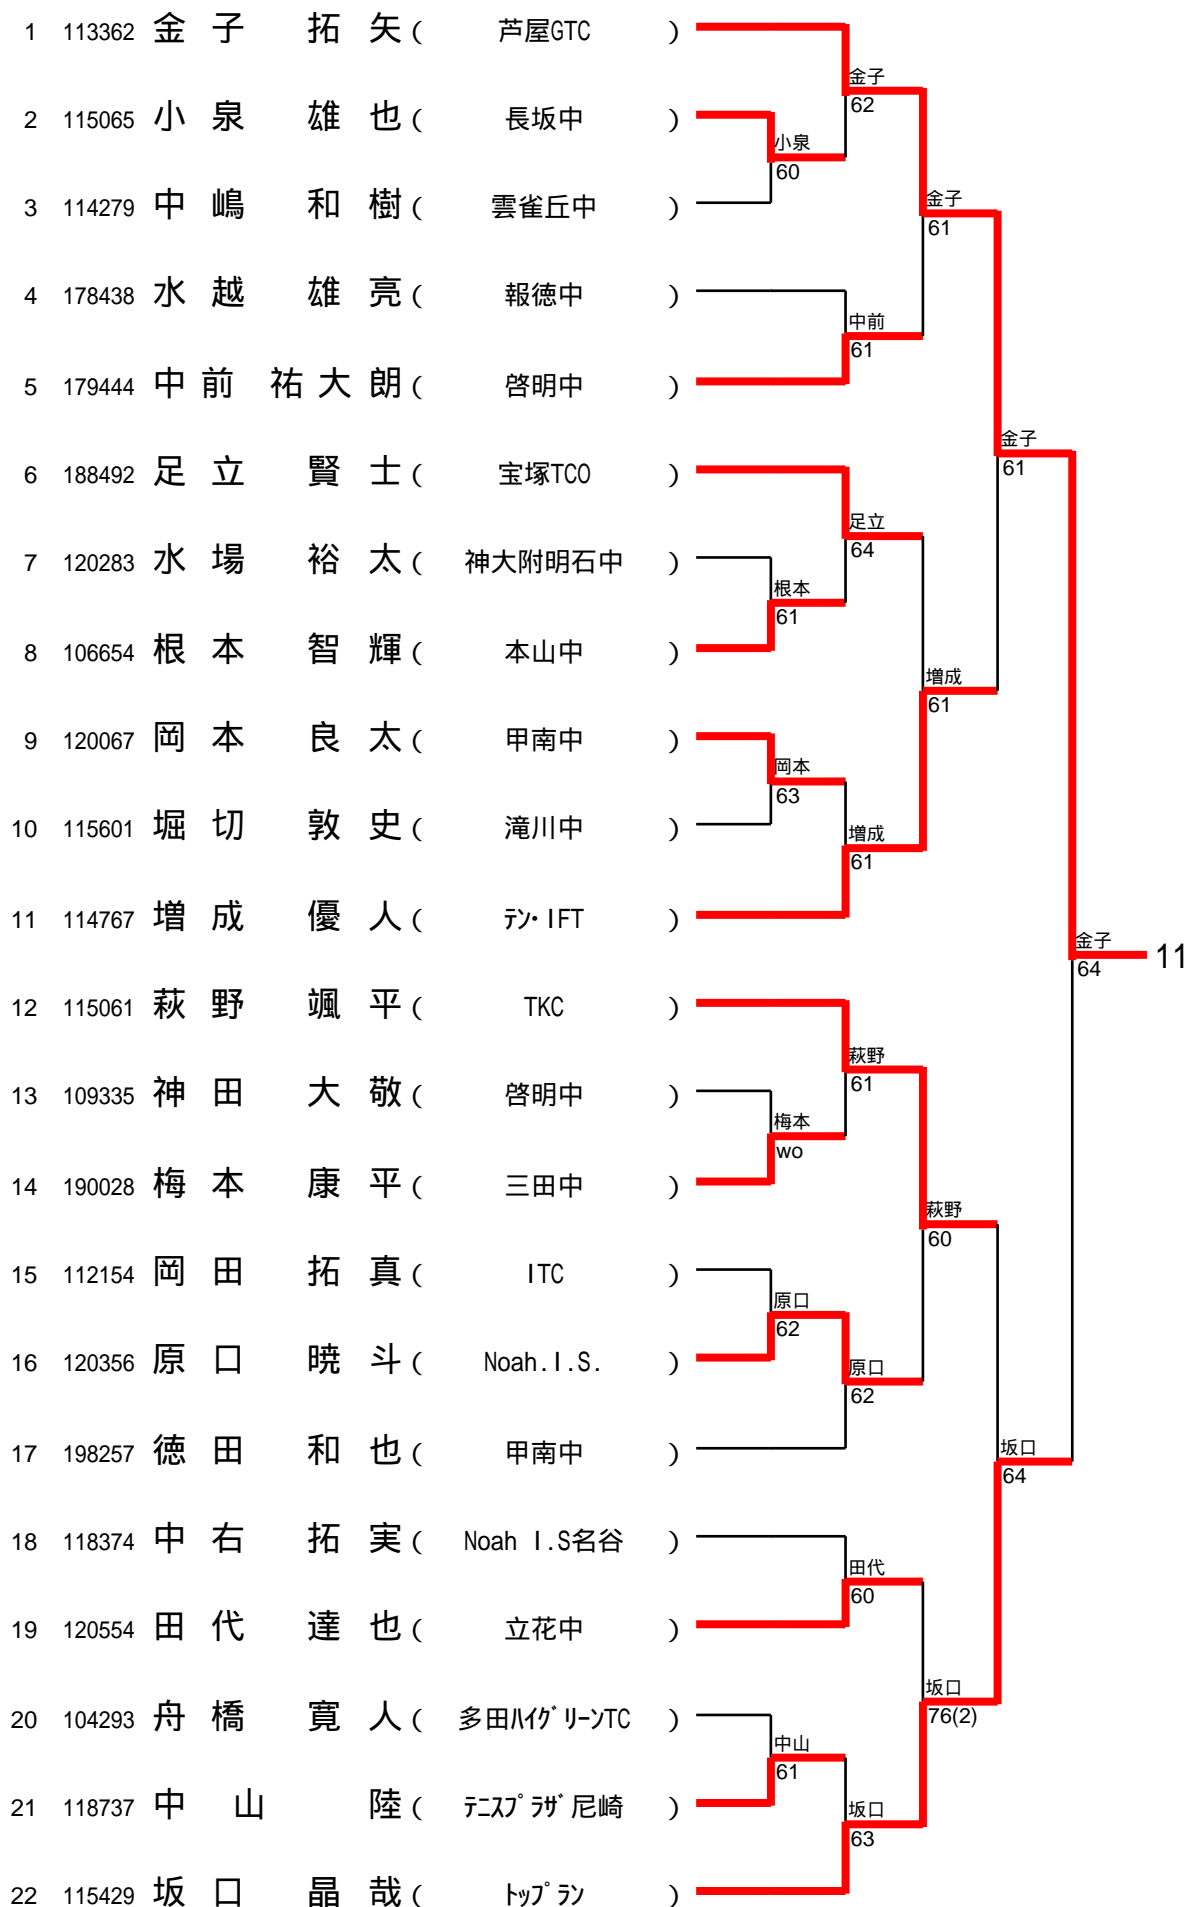 1 113362 金子 拓矢 ( 芦屋GTC )
金子
62
2 115065 小泉 雄也 ( 長坂中 )
小泉
60
3 114279 中嶋 和樹 ( 雲雀丘中 )
金子
61
4 178438 水越 雄亮 ( 報徳中 )
中前
61
5 179444 中前 祐大朗 ( 啓明中 )
金子
61
6 188492 足立 賢士 ( 宝塚TCO )
足立
64
7 120283 水場 裕太 ( 神大附明石中 )
根本
61
8 106654 根本 智輝 ( 本山中 )
増成
61
9 120067 岡本 良太 ( 甲南中 )
岡本
63
10 115601 堀切 敦史 ( 滝川中 )
増成
61
11 114767 増成 優人 ( テン・IFT )
金子
64
11
12 115061 萩野 颯平 ( TKC )
萩野
61
13 109335 神田 大敬 ( 啓明中 )
梅本
wo
14 190028 梅本 康平 ( 三田中 )
萩野
60
15 112154 岡田 拓真 ( ITC )
原口
62
16 120356 原口 暁斗 ( Noah.I.S. )
原口
62
17 198257 徳田 和也 ( 甲南中 )
坂口
64
18 118374 中右 拓実 ( Noah I.S名谷 )
田代
60
19 120554 田代 達也 ( 立花中 )
坂口
76(2)
20 104293 舟橋 寛人 ( 多田ハイグリーンTC )
中山
61
21 118737 中山 陸 ( テニスプラザ尼崎 )
坂口
63
22 115429 坂口 晶哉 ( トップラン )